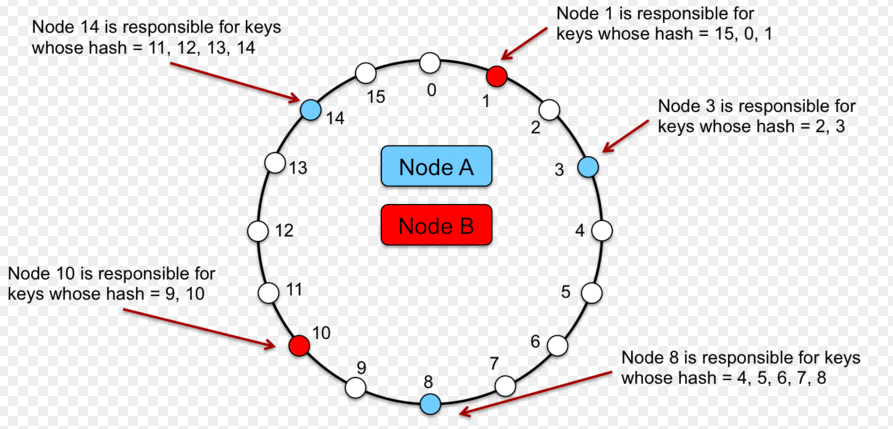 Node 14 is responsible for keys
whose hash = 11, 12, 13, 14
Node 1 is responsible for
keys whose hash = 15, 0, 1
Node 3 is responsible for
keys whose hash = 2, 3
Node 10 is responsible for
keys whose hash = 9, 10
Node 8 is responsible for keys
whose hash = 4, 5, 6, 7, 8
Node A
Node B
0
1
2
3
4
5
6
7
8
9
10
11
12
13
14
15